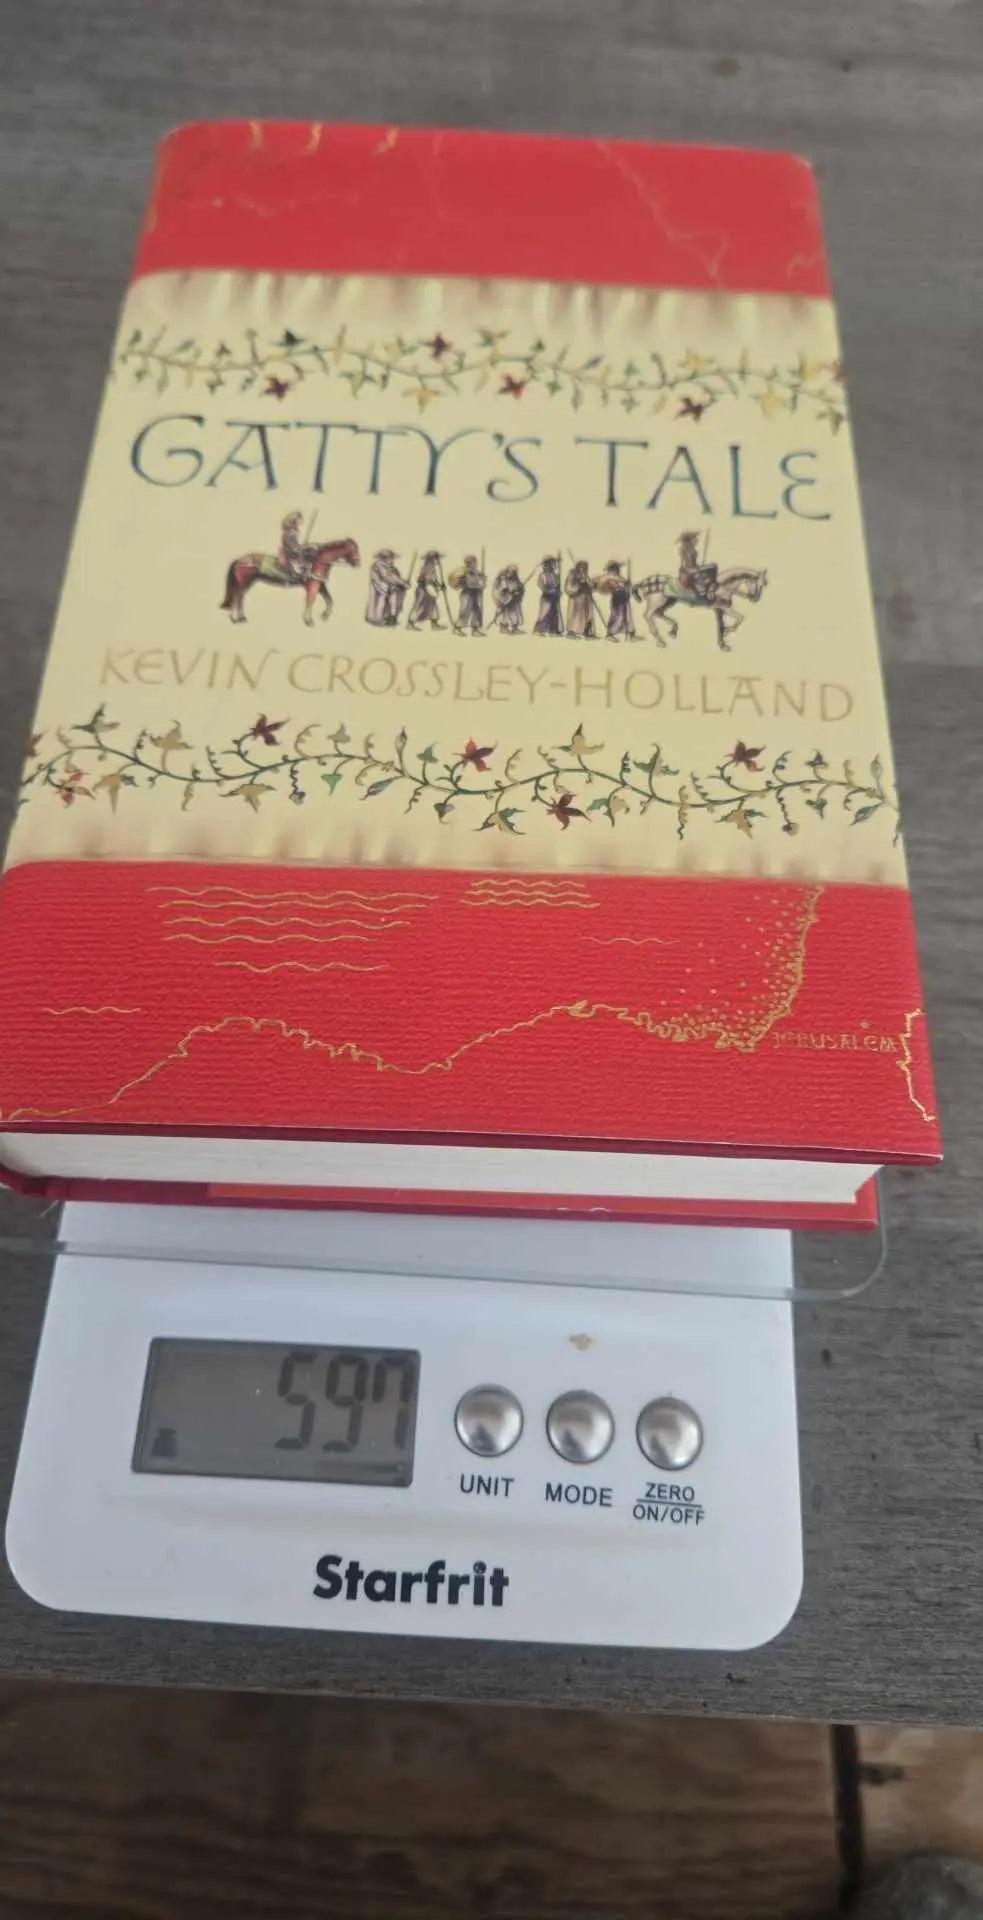 GATTY'S TALE
KEVIN CROSSLEY-HOLLAND
JERUSALEM
597
UNIT
MODE
ZERO
ON/OFF
Starfrit